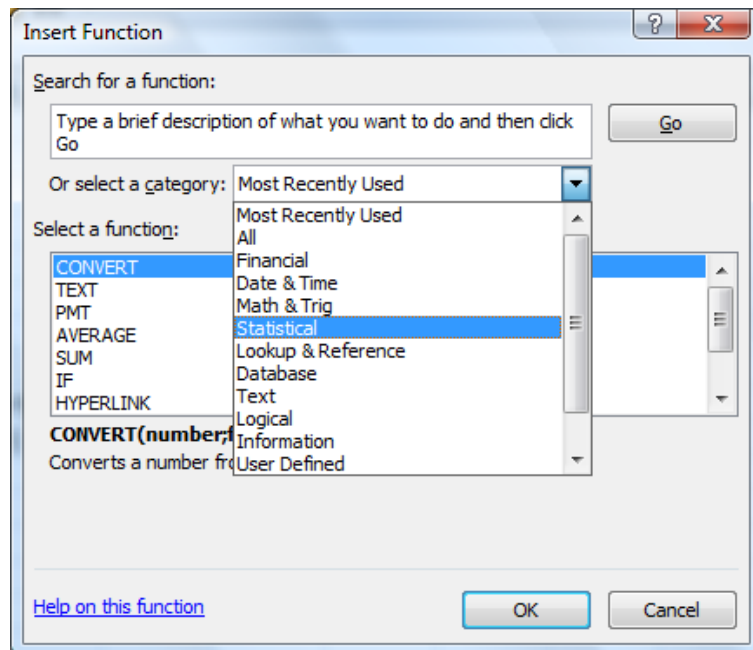 Insert Function
Search for a function:
Type a brief description of what you want to do and then click
Go
Go
Or select a category: Most Recently Used
Most Recently Used
All
Financial
Date & Time
Math & Trig
Statistical
Lookup & Reference
Database
Text
Logical
Information
User Defined
Select a function:
CONVERT
TEXT
PMT
AVERAGE
SUM
IF
HYPERLINK
CONVERT(number;f
Converts a number fro
Help on this function
OK
Cancel